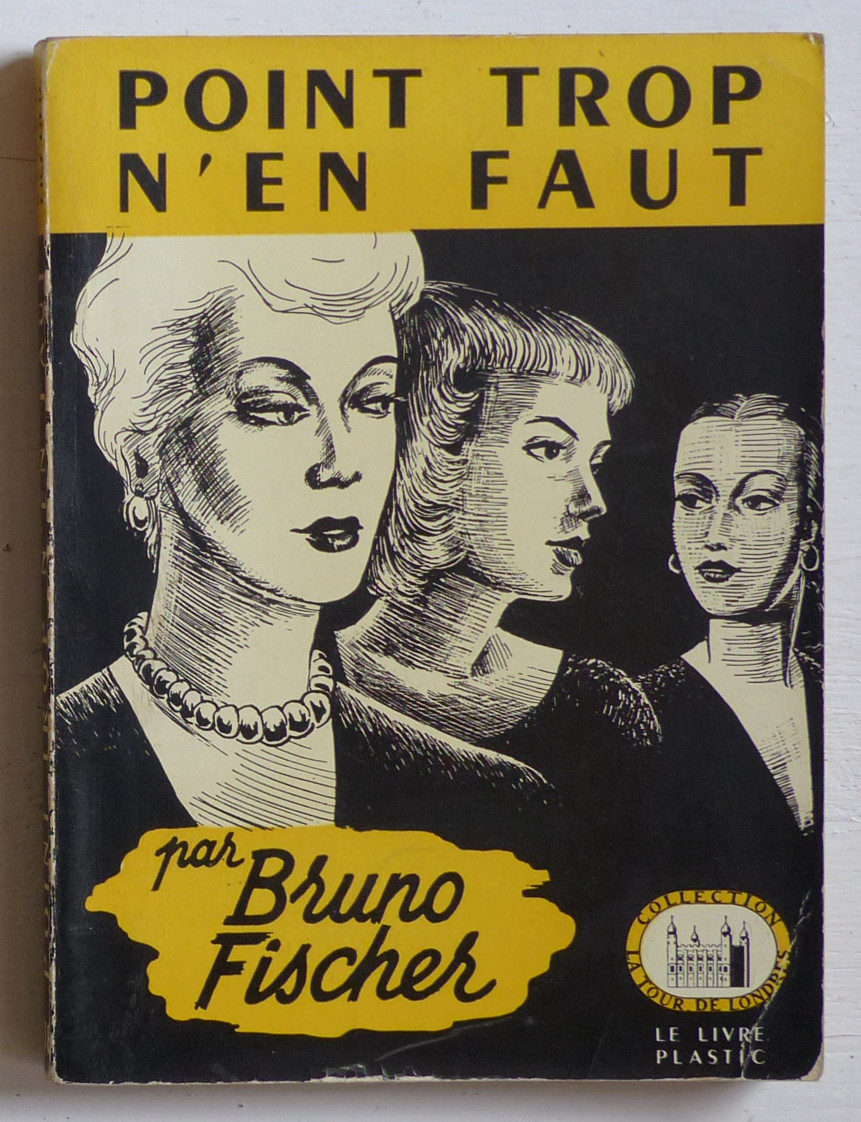 POINT TROP
N'EN FAUT
par
Bruno
Fischer
COLLECTION
LA TOUR DE LONDRES
LE LIVRE
PLASTIC